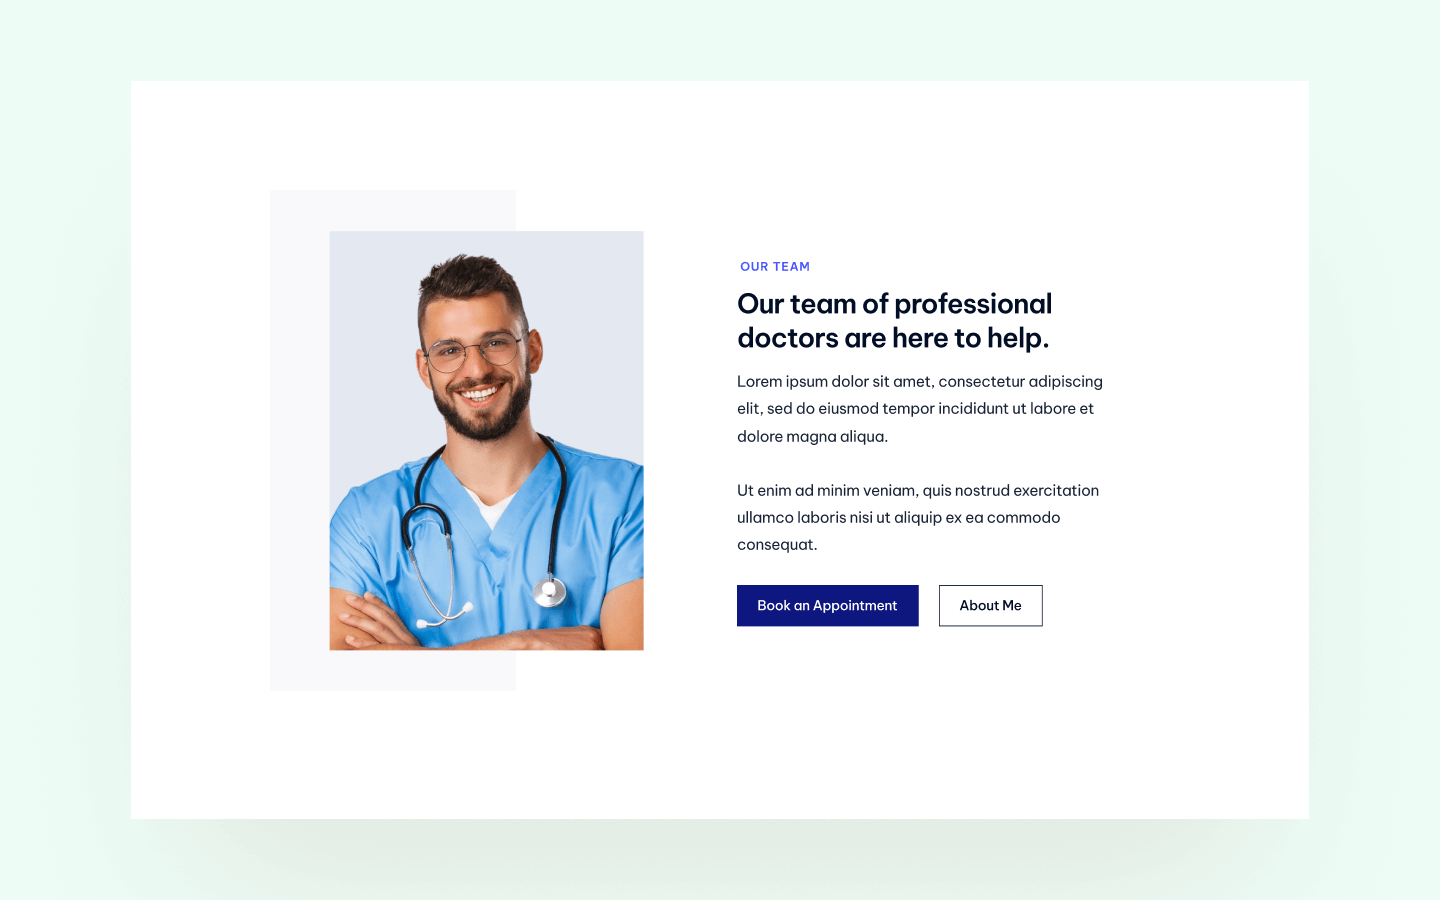 OUR TEAM
Our team of professional
doctors are here to help.
Lorem ipsum dolor sit amet, consectetur adipiscing
elit, sed do eiusmod tempor incididunt ut labore et
dolore magna aliqua.
Ut enim ad minim veniam, quis nostrud exercitation
ullamco laboris nisi ut aliquip ex ea commodo
consequat.
Book an Appointment
About Me